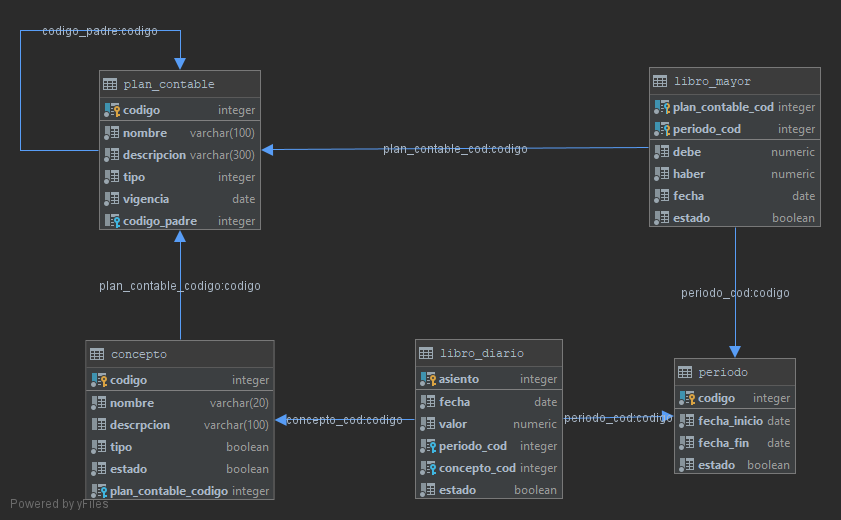 codigo_padre:codigo
plan_contable
codigo integer
nombre varchar(100)
descripcion varchar(300)
tipo integer
vigencia date
codigo_padre integer
libro_mayor
plan_contable_cod integer
periodo_cod integer
debe numeric
haber numeric
fecha date
estado boolean
plan_contable_cod:codigo
plan_contable_codigo:codigo
periodo_cod:codigo
concepto
codigo integer
nombre varchar(20)
descrpcion varchar(100)
tipo boolean
estado boolean
plan_contable_codigo integer
concepto_cod:codigo
libro_diario
asiento integer
fecha date
valor numeric
periodo_cod integer
concepto_cod integer
estado boolean
periodo_cod:codigo
periodo
codigo integer
fecha_inicio date
fecha_fin date
estado boolean
Powered by yFiles